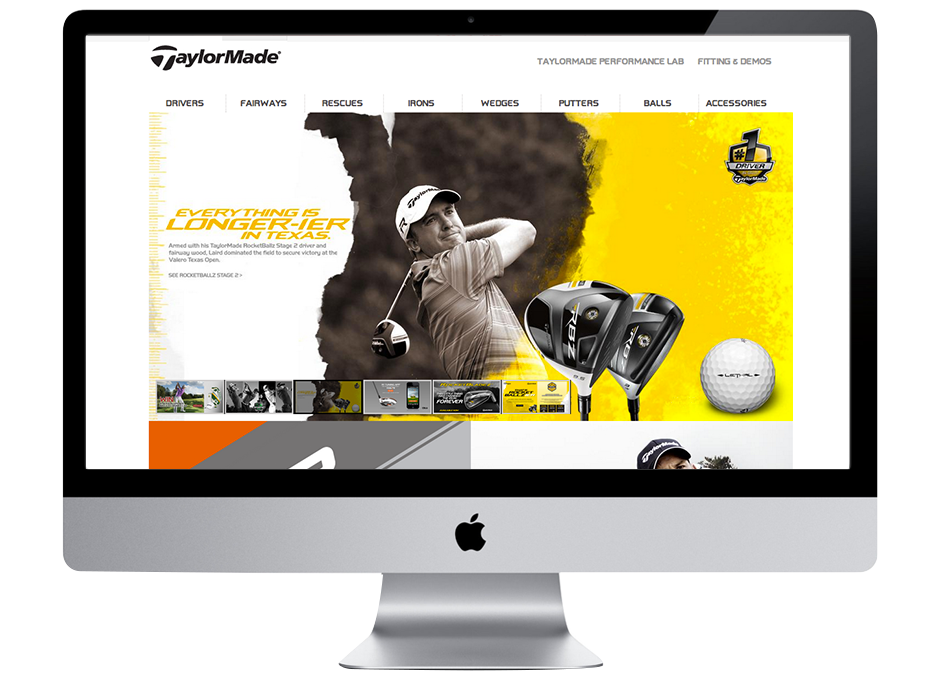 TaylorMade
TAYLORMADE PERFORMANCE LAB FITTING & DEMOS
DRIVERS FAIRWAYS RESCUES IRONS WEDGES PUTTERS BALLS ACCESSORIES
#1
DRIVER
TaylorMade
TaylorMade
EVERYTHING IS
LONGER-IER
IN TEXAS.
Armed with his TaylorMade RocketBallz Stage 2 driver and
fairway wood, Laird dominated the field to secure victory at the
Valero Texas Open.
SEE ROCKETBALLZ STAGE 2 >
RBZ
LETHAL
FOREVER
TaylorMade